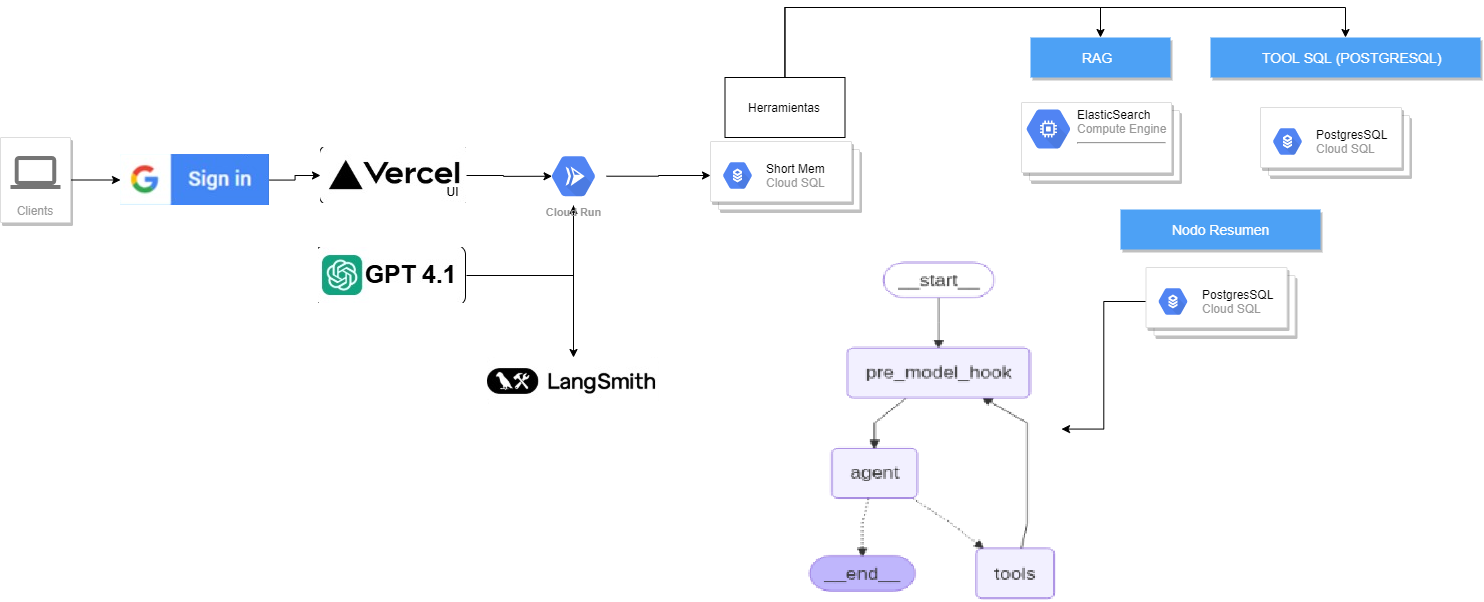 RAG
TOOL SQL (POSTGRESQL)
Herramientas
ElasticSearch
Compute Engine
PostgresSQL
Cloud SQL
Clients
Sign in
Vercel
UI
Cloud Run
Short Mem
Cloud SQL
Nodo Resumen
GPT 4.1
PostgresSQL
Cloud SQL
LangSmith
__start__
pre_model_hook
agent
tools
__end__